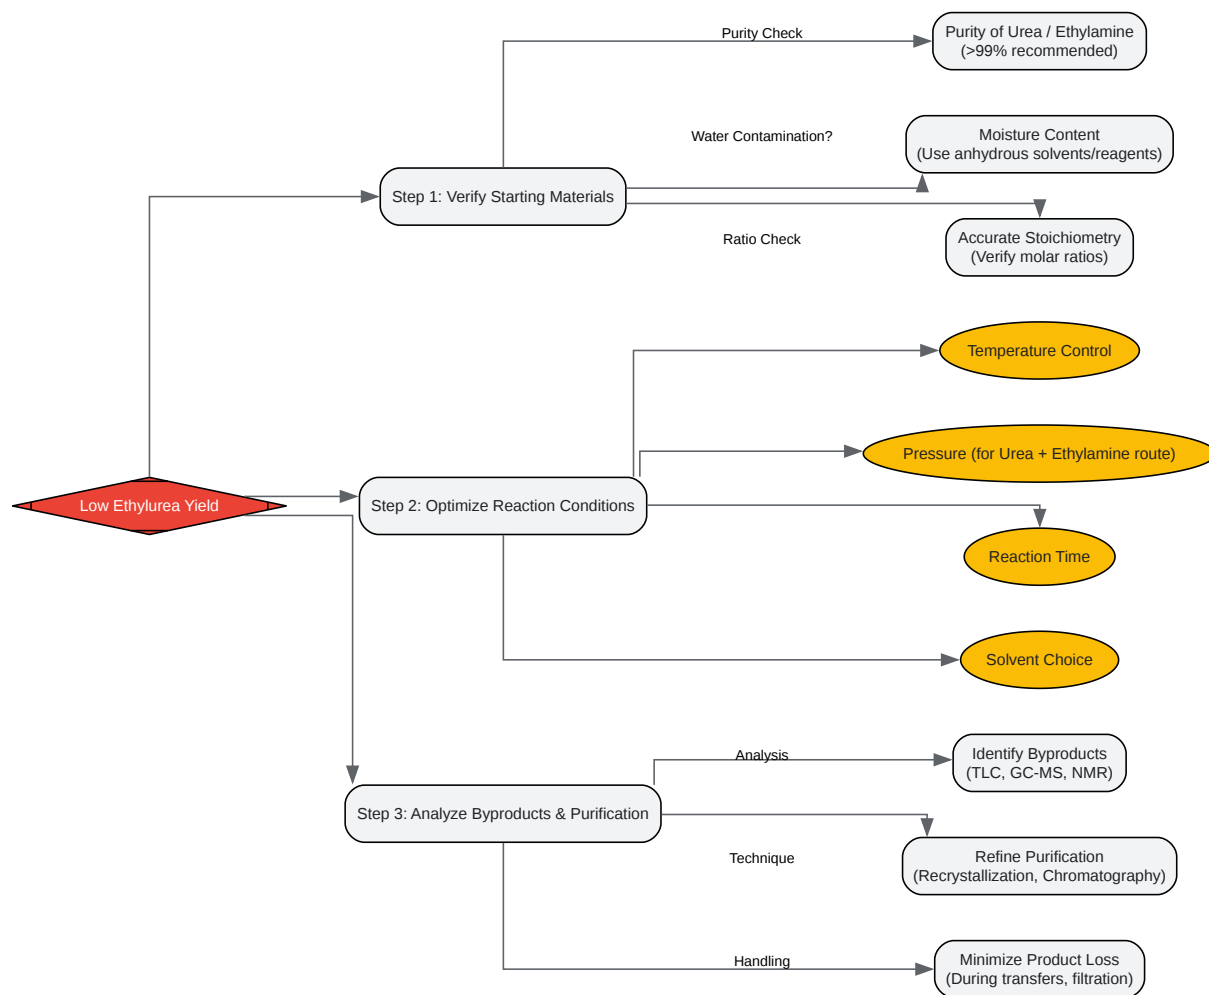 Purity Check
Purity of Urea / Ethylamine
(>99% recommended)
Water Contamination?
Moisture Content
(Use anhydrous solvents/reagents)
Step 1: Verify Starting Materials
Ratio Check
Accurate Stoichiometry
(Verify molar ratios)
Temperature Control
Pressure (for Urea + Ethylamine route)
Low Ethylurea Yield
Step 2: Optimize Reaction Conditions
Reaction Time
Solvent Choice
Analysis
Identify Byproducts
(TLC, GC-MS, NMR)
Step 3: Analyze Byproducts & Purification
Technique
Refine Purification
(Recrystallization, Chromatography)
Handling
Minimize Product Loss
(During transfers, filtration)